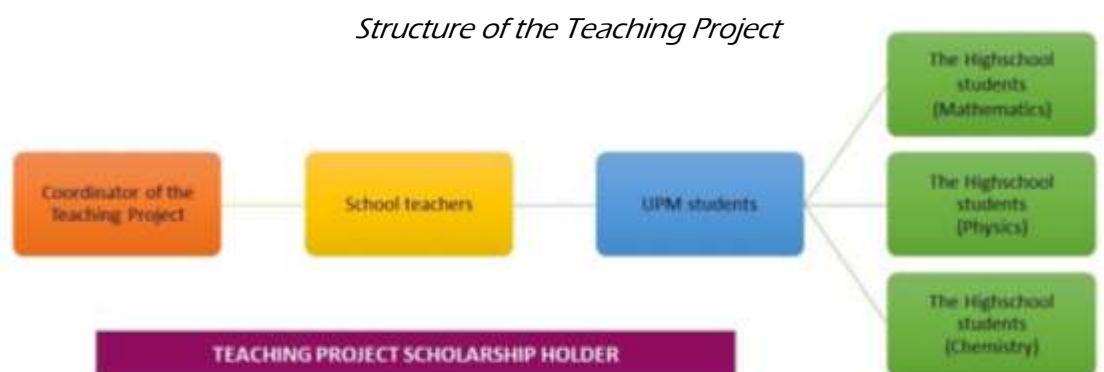 Structure of the Teaching Project
The Highschool
students
(Mathematics)
Coordinator of the
Teaching Project
School teachers
UPM students
The Highschool
students
(Physics)
The Highschool
students
(Chemistry)
TEACHING PROJECT SCHOLARSHIP HOLDER